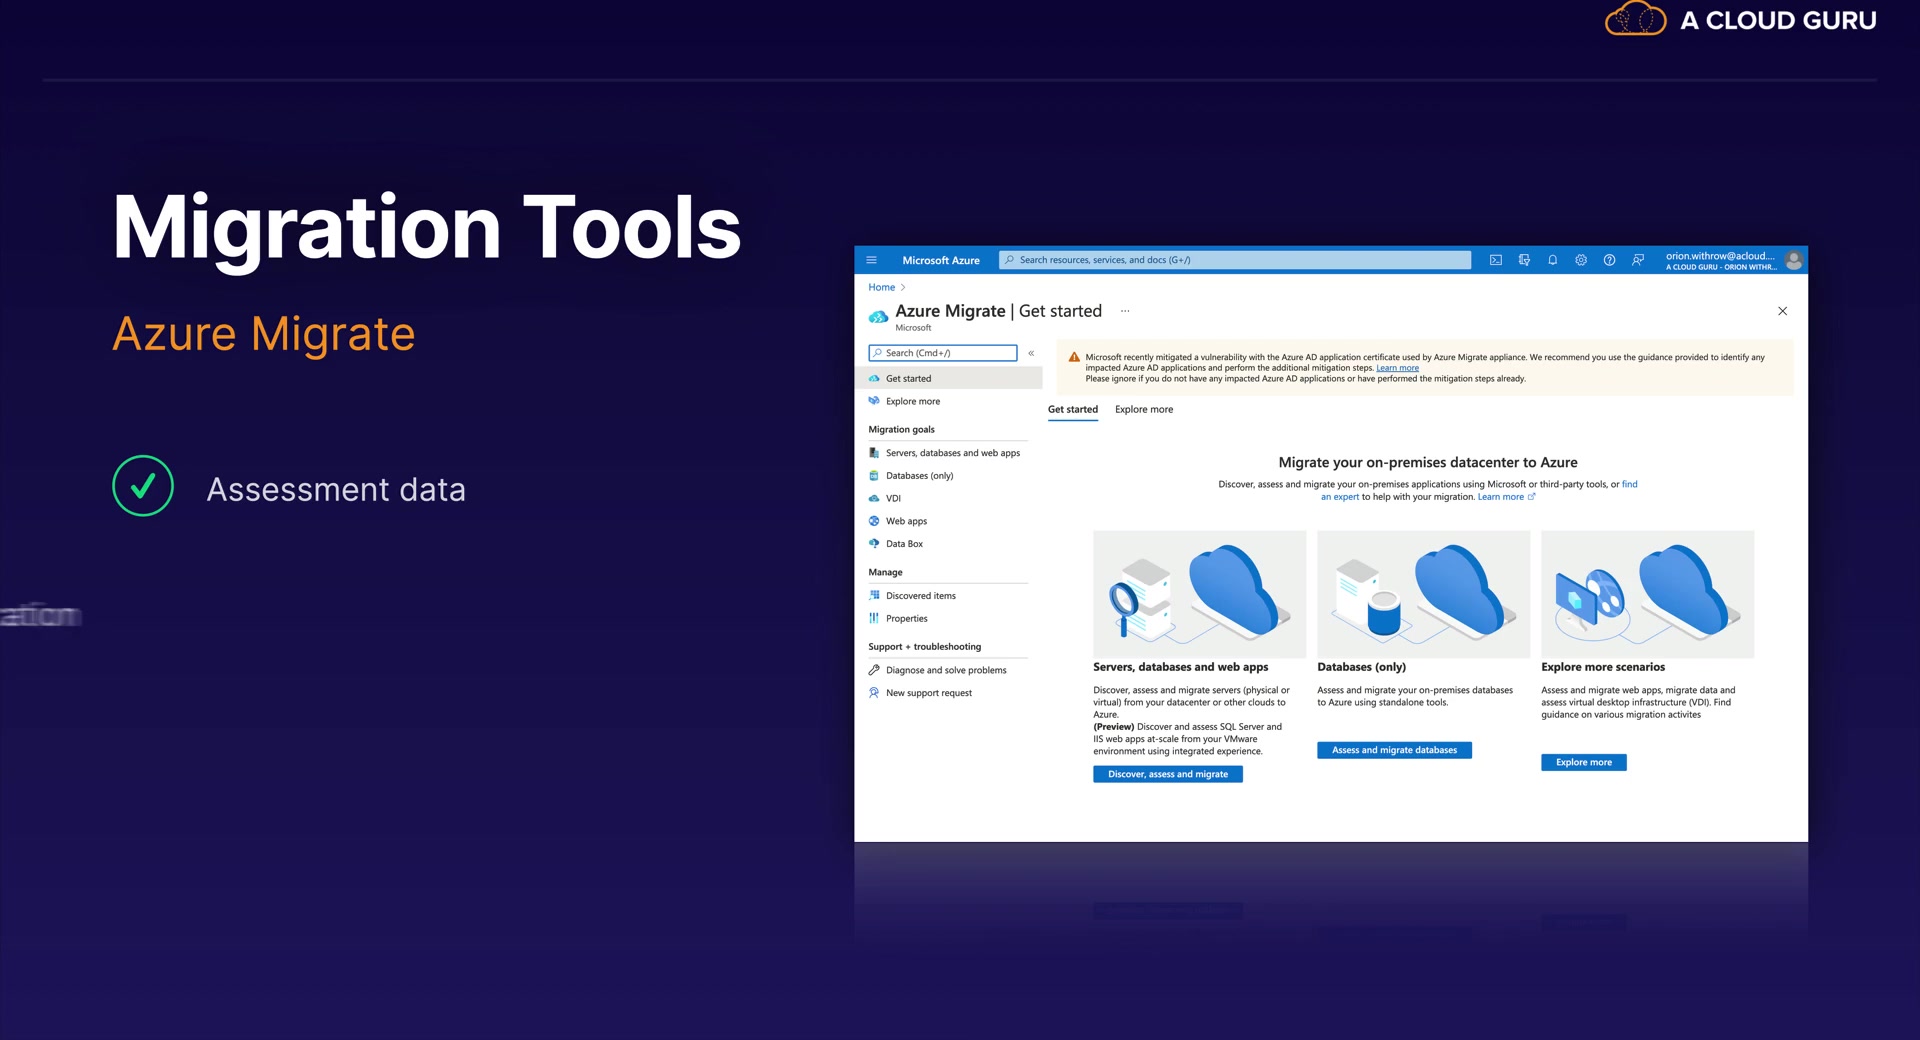 A CLOUD GURU
Migration Tools
Azure Migrate
Assessment data
Microsoft Azure
Search resources, services, and docs (G+/)
orion.withrow@acloud....
A CLOUD GURU - ORION WITHR...
Home
Azure Migrate | Get started
...
Microsoft
Search (Cmd+/)
«
Get started
Explore more
Migration goals
Servers, databases and web apps
Databases (only)
VDI
Web apps
Data Box
Manage
Discovered items
Properties
Support + troubleshooting
Diagnose and solve problems
New support request
Microsoft recently mitigated a vulnerability with the Azure AD application certificate used by Azure Migrate appliance. We recommend you use the guidance provided to identify any
impacted Azure AD applications and perform the additional mitigation steps. Learn more
Please ignore if you do not have any impacted Azure AD applications or have performed the mitigation steps already.
Get started Explore more
Migrate your on-premises datacenter to Azure
Discover, assess and migrate your on-premises applications using Microsoft or third-party tools, or find
an expert to help with your migration. Learn more
Servers, databases and web apps
Discover, assess and migrate servers (physical or
virtual) from your datacenter or other clouds to
Azure.
(Preview) Discover and assess SQL Server and
IIS web apps at-scale from your VMware
environment using integrated experience.
Discover, assess and migrate
Databases (only)
Assess and migrate your on-premises databases
to Azure using standalone tools.
Assess and migrate databases
Explore more scenarios
Assess and migrate web apps, migrate data and
assess virtual desktop infrastructure (VDI). Find
guidance on various migration activites
Explore more